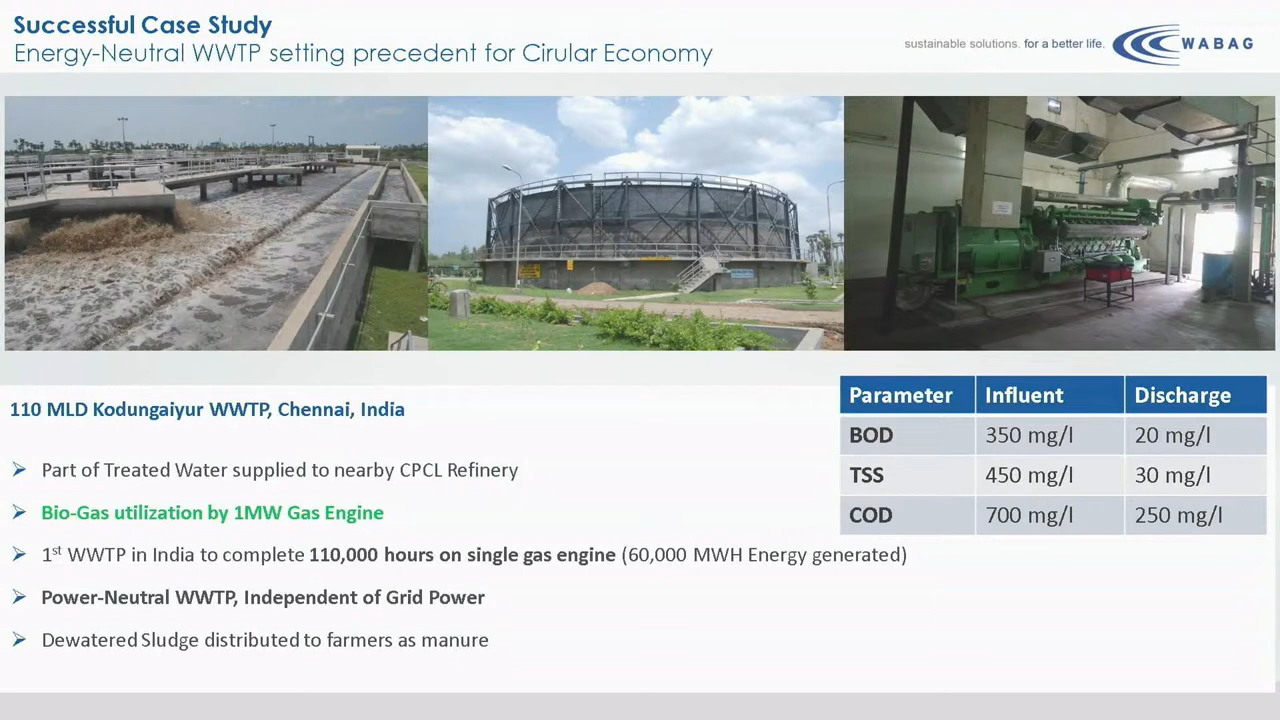 Successful Case Study
Energy-Neutral WWTP setting precedent for Cirular Economy
sustainable solutions. for a better life.
WABAG
110 MLD Kodungaiyur WWTP, Chennai, India
Part of Treated Water supplied to nearby CPCL Refinery
Bio-Gas utilization by 1MW Gas Engine
1st WWTP in India to complete 110,000 hours on single gas engine (60,000 MWH Energy generated)
Power-Neutral WWTP, Independent of Grid Power
Dewatered Sludge distributed to farmers as manure
Parameter Influent Discharge
BOD 350 mg/l 20 mg/l
TSS 450 mg/l 30 mg/l
COD 700 mg/l 250 mg/l